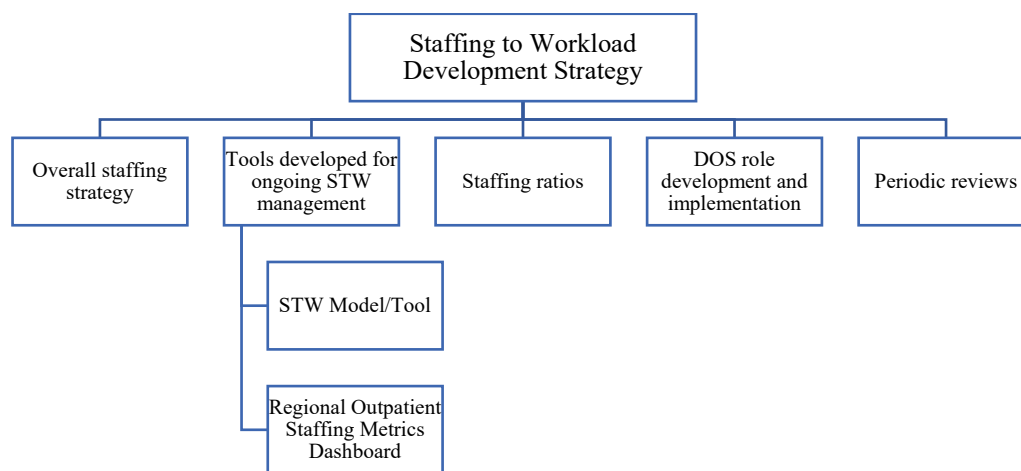 Staffing to Workload
Development Strategy
Overall staffing
strategy
Tools developed for
ongoing STW
management
Staffing ratios
DOS role
development and
implementation
Periodic reviews
STW Model/Tool
Regional Outpatient
Staffing Metrics
Dashboard